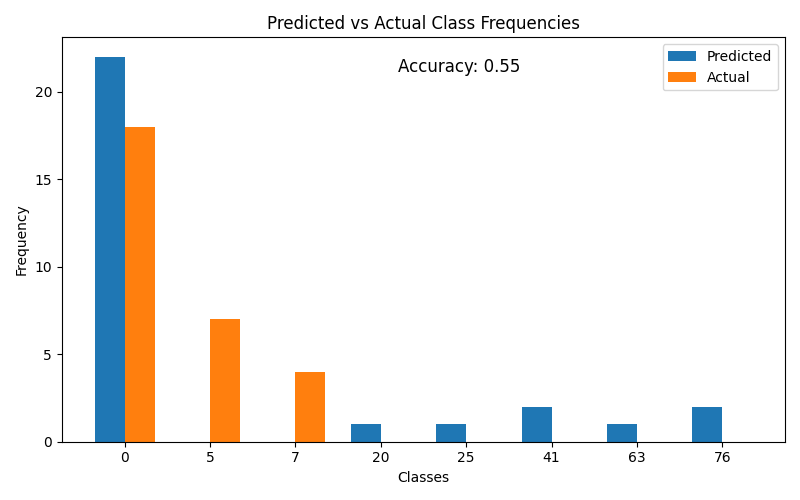 Predicted vs Actual Class Frequencies
Accuracy: 0.55
Predicted
Actual
Frequency
20
15
10
5
0
0 5 7 20 25 41 63 76
Classes